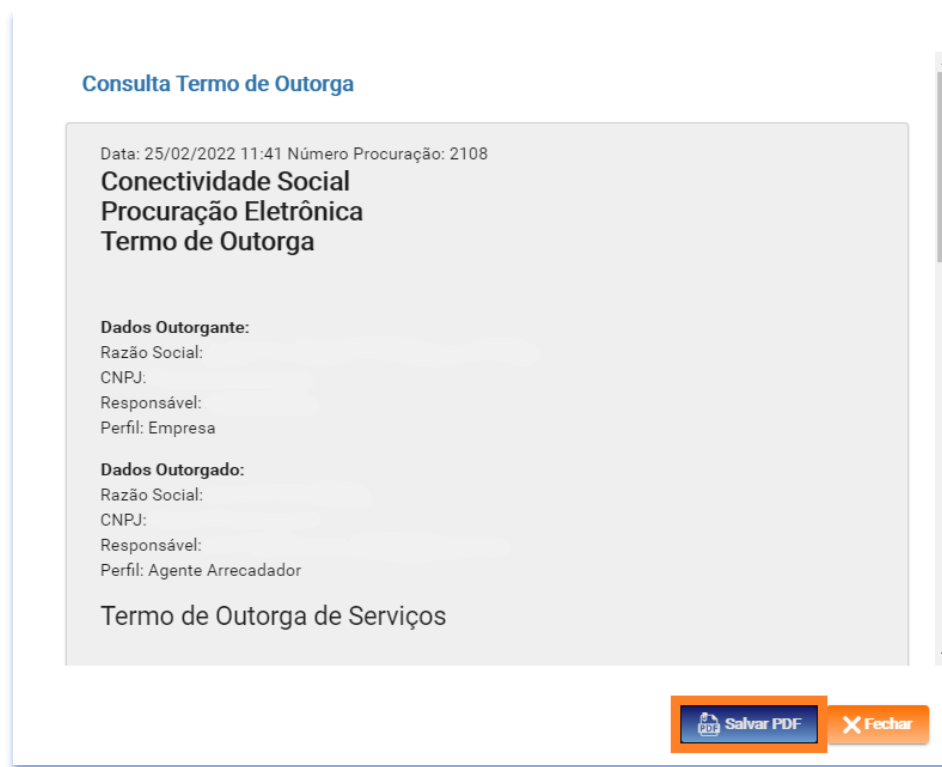 Consulta Termo de Outorga
Data: 25/02/2022 11:41 Número Procuração: 2108
Conectividade Social
Procuração Eletrônica
Termo de Outorga
Dados Outorgante:
Razão Social:
CNPJ:
Responsável:
Perfil: Empresa
Dados Outorgado:
Razão Social:
CNPJ:
Responsável:
Perfil: Agente Arrecadador
Termo de Outorga de Serviços
PDF Salvar PDF
Fechar